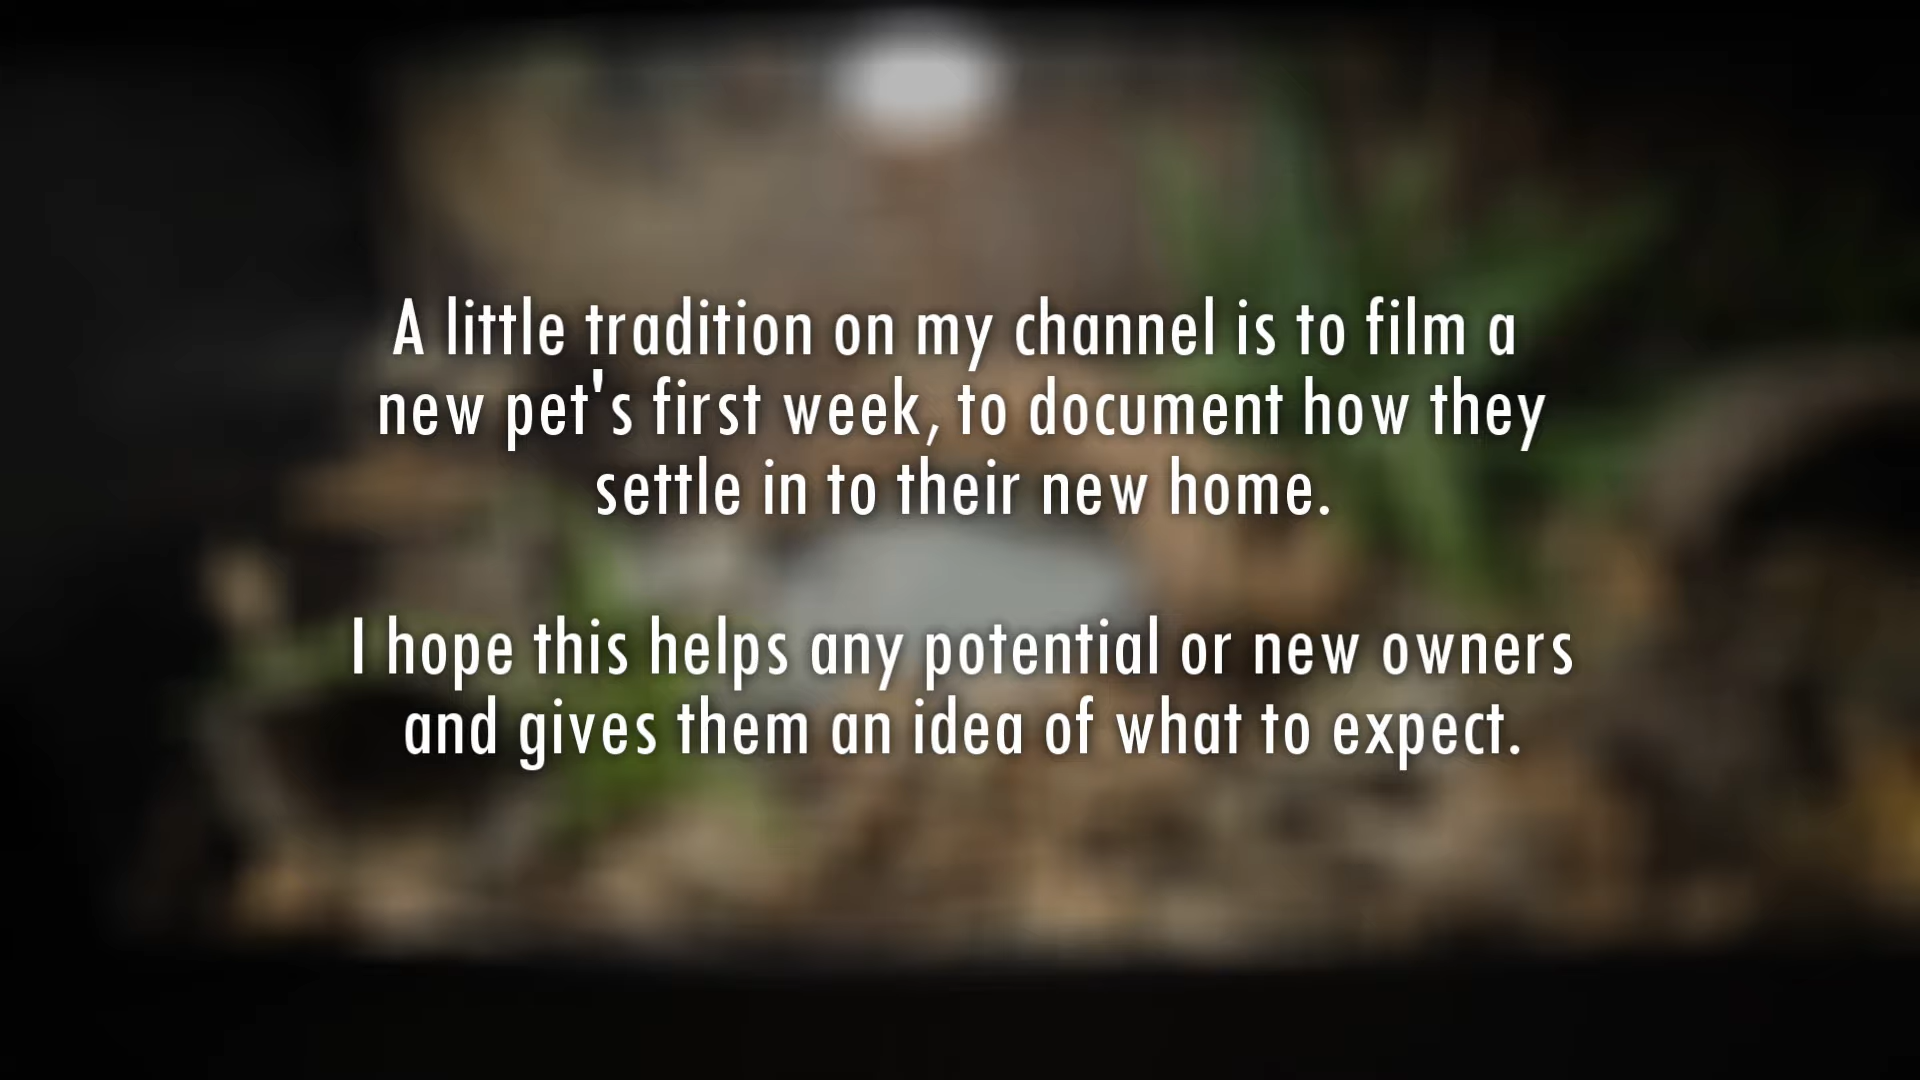 A little tradition on my channel is to film a
new pet's first week, to document how they
settle in to their new home.
I hope this helps any potential or new owners
and gives them an idea of what to expect.